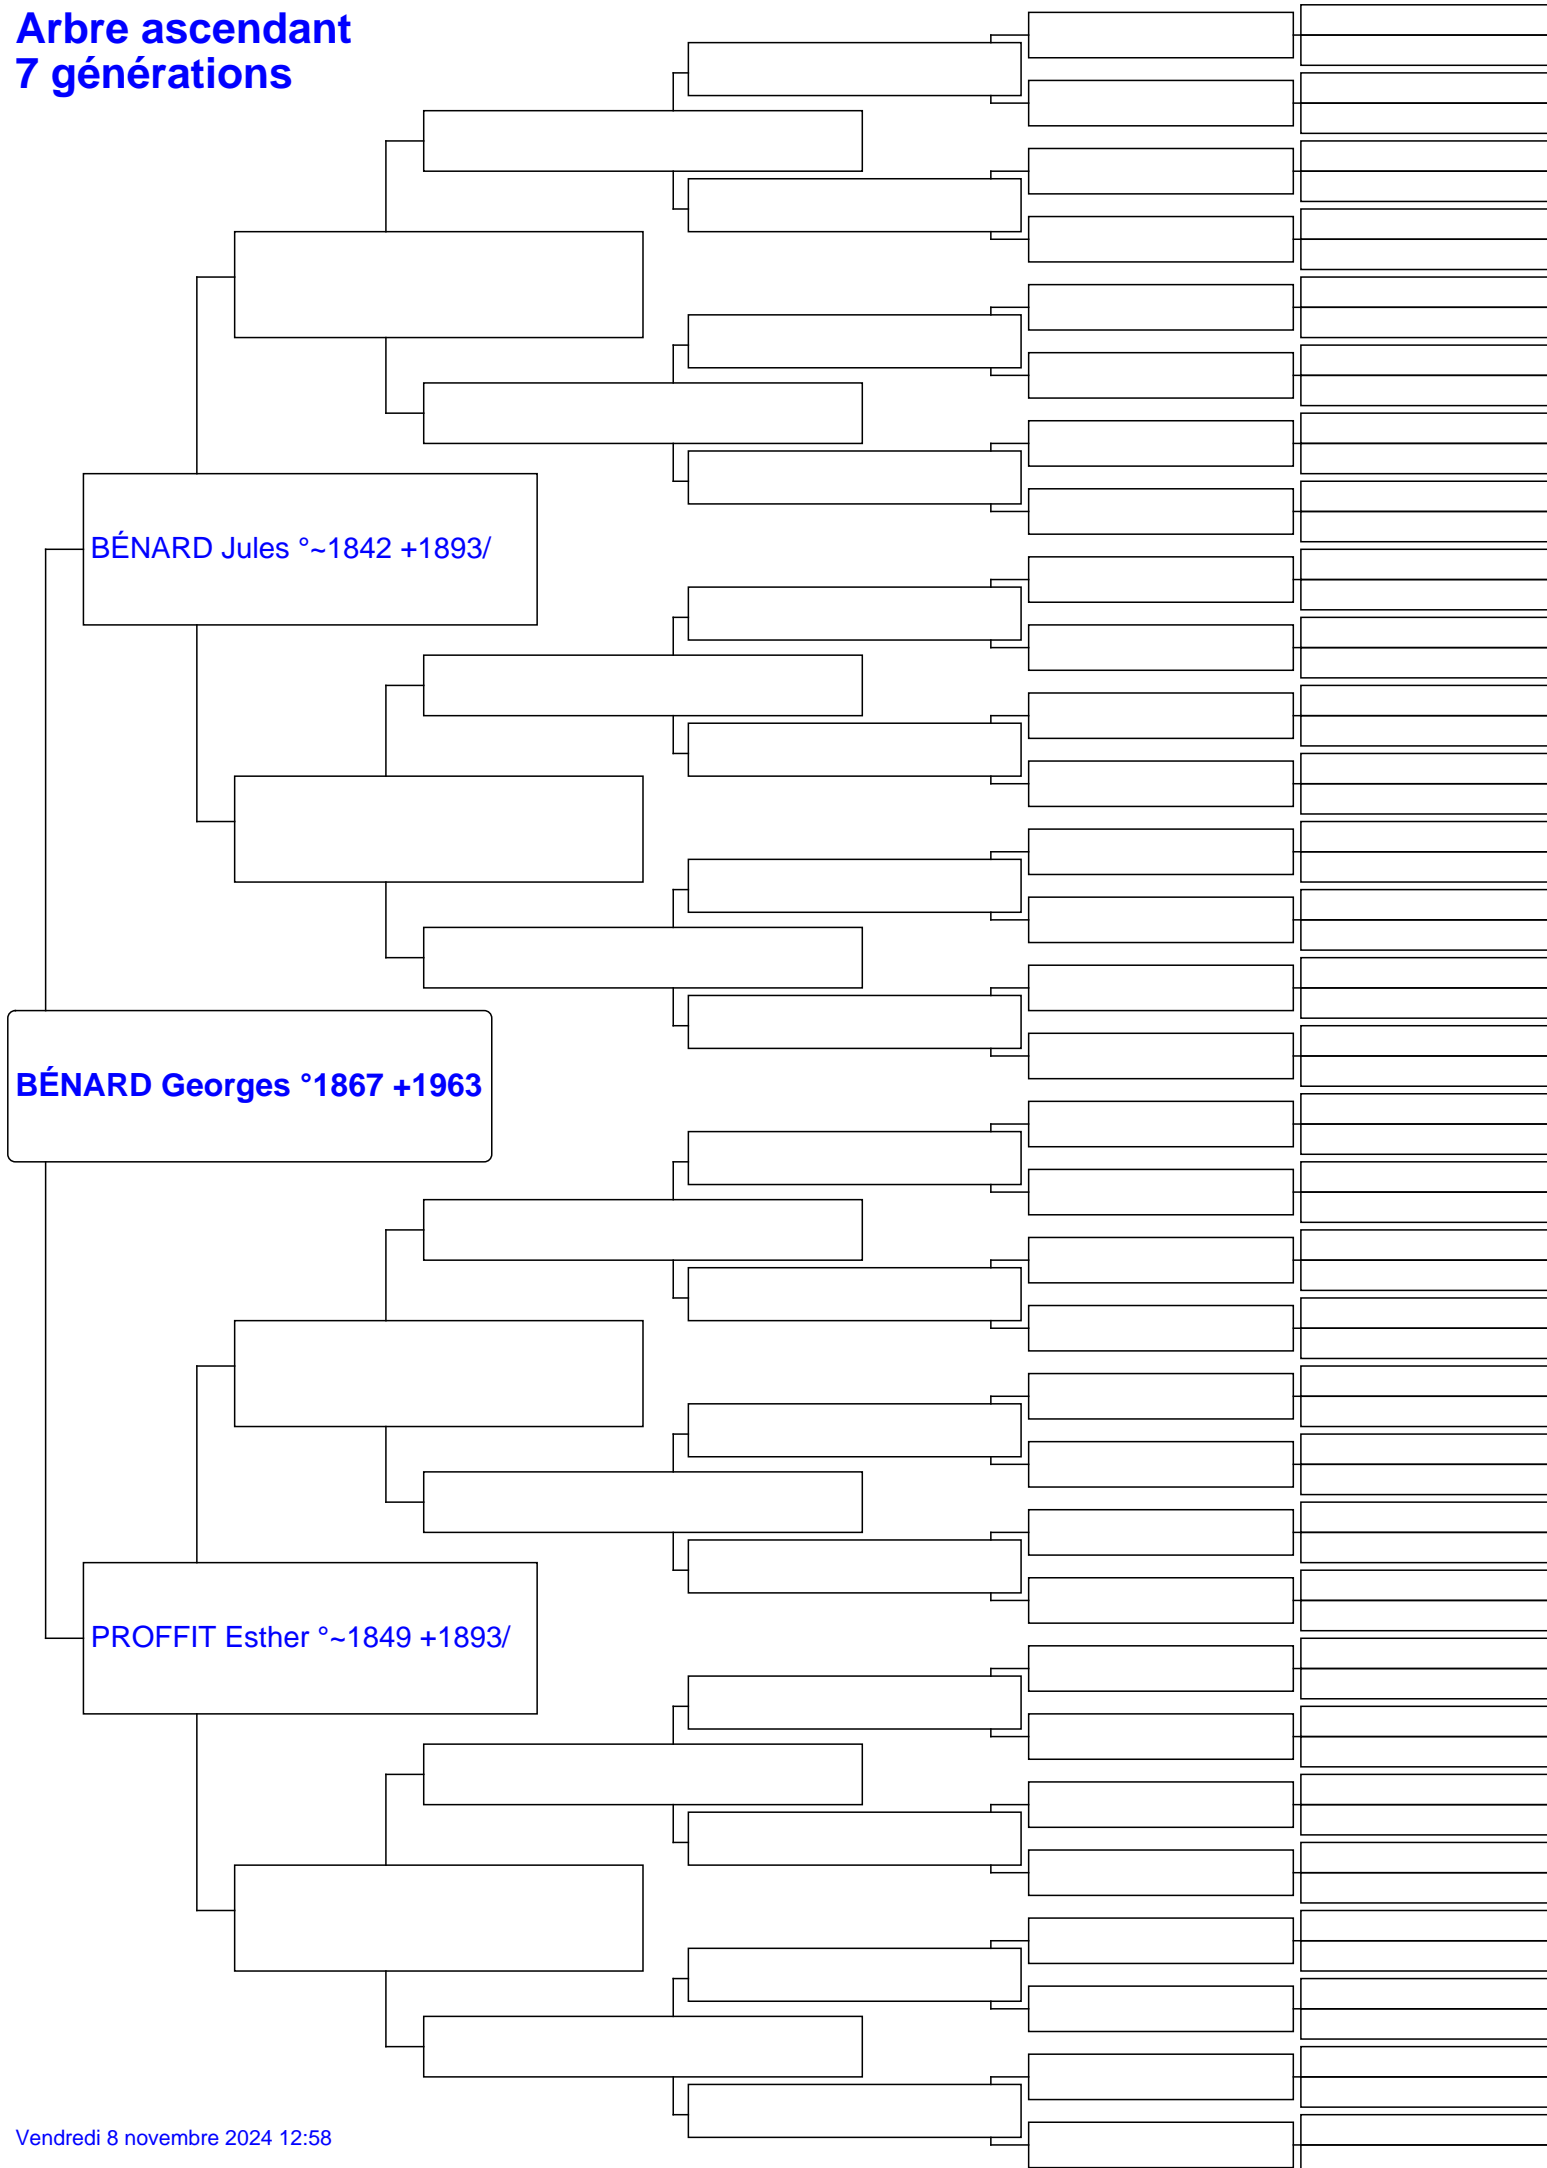 Arbre ascendant
7 générations
BÉNARD Jules °~1842 +1893/
BÉNARD Georges °1867 +1963
PROFFIT Esther °~1849 +1893/
Vendredi 8 novembre 2024 12:58